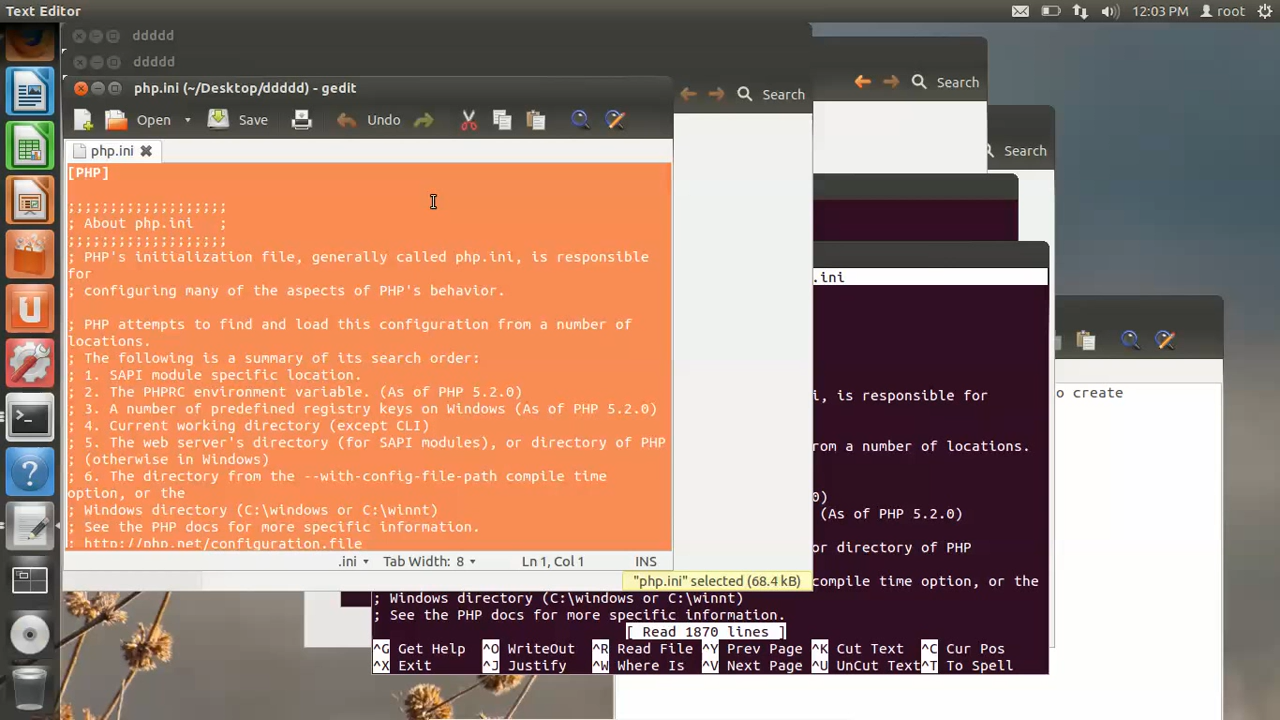 Text Editor
12:03 PM
root
ddddd
ddddd
php.ini (~/Desktop/ddddd) - gedit
Open
Save
Undo
Search
Search
Search
php.ini
[PHP]
;;;;;;;;;;;;;;;;;;;
; About php.ini   ;
;;;;;;;;;;;;;;;;;;;
; PHP's initialization file, generally called php.ini, is responsible
for
; configuring many of the aspects of PHP's behavior.
; PHP attempts to find and load this configuration from a number of
locations.
; The following is a summary of its search order:
; 1. SAPI module specific location.
; 2. The PHPRC environment variable. (As of PHP 5.2.0)
; 3. A number of predefined registry keys on Windows (As of PHP 5.2.0)
; 4. Current working directory (except CLI)
; 5. The web server's directory (for SAPI modules), or directory of PHP
; (otherwise in Windows)
; 6. The directory from the --with-config-file-path compile time
option, or the
; Windows directory (C:\windows or C:\winnt)
; See the PHP docs for more specific information.
; http://php.net/configuration.file
.ini
Tab Width: 8
Ln 1, Col 1
INS
"php.ini" selected (68.4 kB)
.ini
i, is responsible for
om a number of locations.
0)
(As of PHP 5.2.0)
or directory of PHP
compile time option, or the
; Windows directory (C:\windows or C:\winnt)
; See the PHP docs for more specific information.
[ Read 1870 lines ]
^G Get Help ^O WriteOut ^R Read File ^Y Prev Page ^K Cut Text ^C Cur Pos
^X Exit ^J Justify ^W Where Is ^V Next Page ^U UnCut Text ^T To Spell
o create